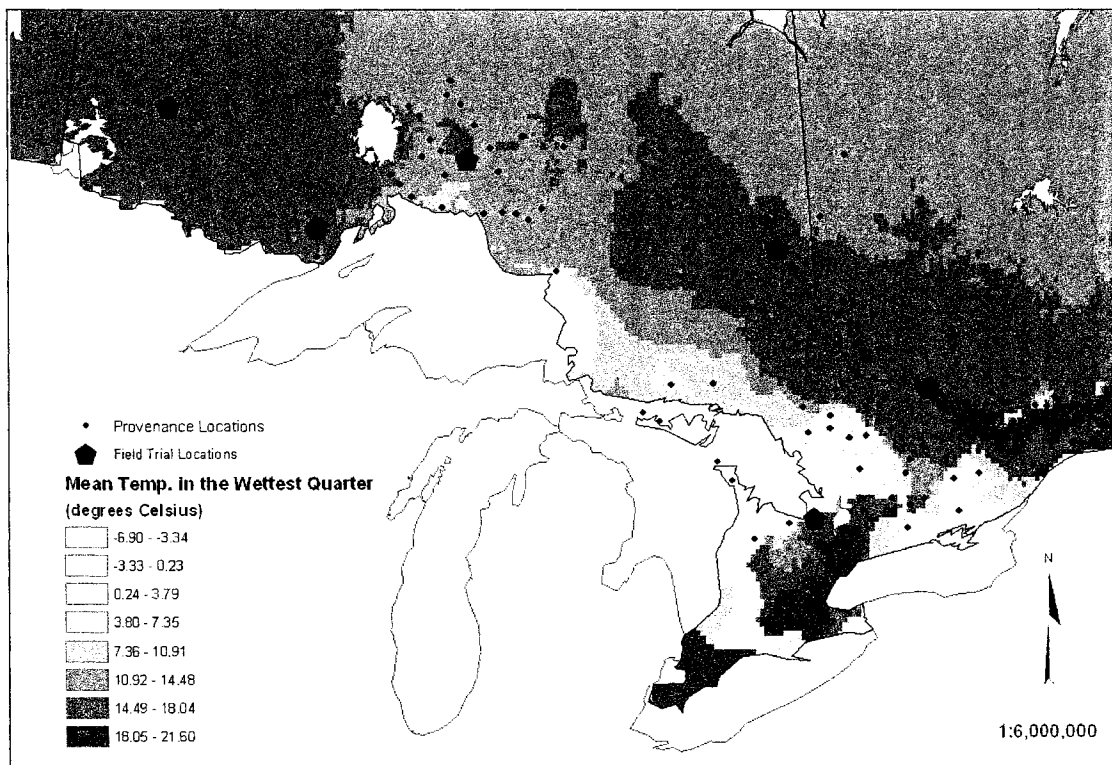 Provenance Locations
Field Trial Locations
Mean Temp. in the Wettest Quarter
(degrees Celsius)
-6.90 - -3.34
-3.33 - 0.23
0.24 - 3.79
3.80 - 7.35
7.36 - 10.91
10.92 - 14.48
14.49 - 18.04
18.05 - 21.60
N
1:6,000,000